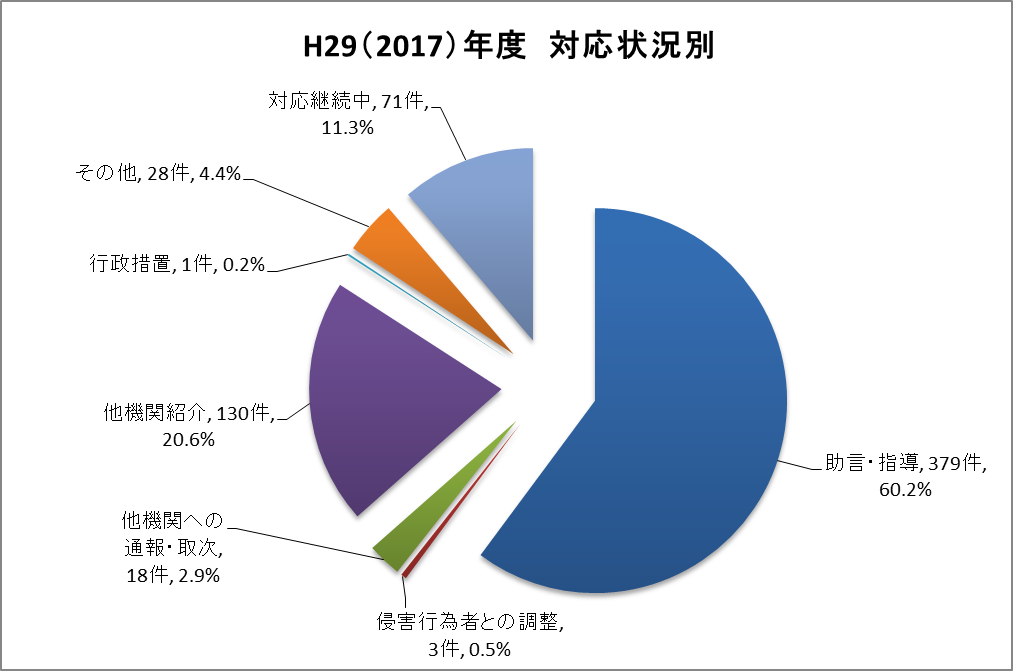 H29(2017)年度　対応状況別
対応継続中, 71件,
11.3%
その他, 28件, 4.4%
行政措置, 1件, 0.2%
他機関紹介, 130件,
20.6%
他機関への
通報・取次,
18件, 2.9%
侵害行為者との調整,
3件, 0.5%
助言・指導, 379件,
60.2%